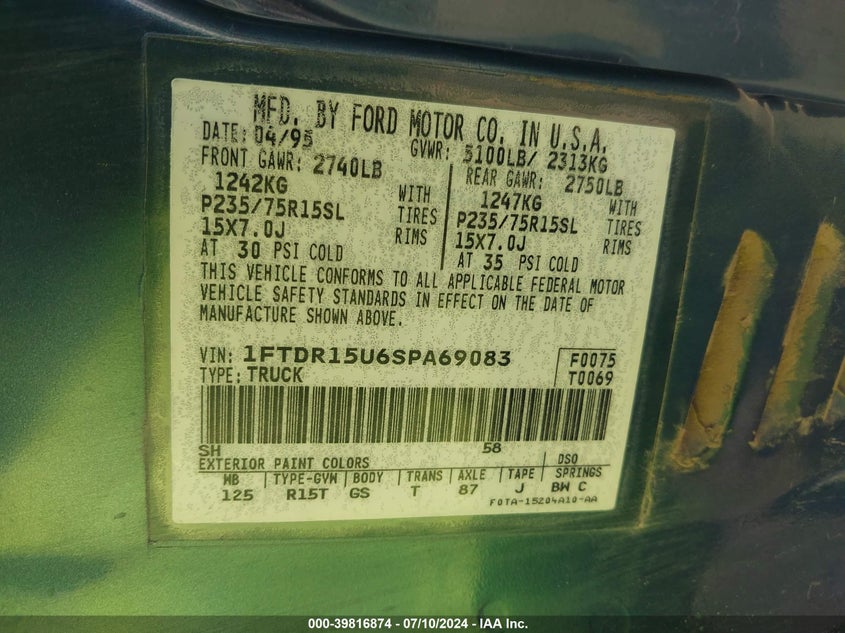 MFD. BY FORD MOTOR CO. IN U.S.A.
DATE: 04/95 GVWR: 5100LB/ 2313KG
FRONT GAWR: 2740LB REAR GAWR: 2750LB
1242KG WITH 1247KG WITH
P235/75R15SL TIRES P235/75R15SL TIRES
15X7.0J RIMS 15X7.0J RIMS
AT 30 PSI COLD AT 35 PSI COLD
THIS VEHICLE CONFORMS TO ALL APPLICABLE FEDERAL MOTOR
VEHICLE SAFETY STANDARDS IN EFFECT ON THE DATE OF
MANUFACTURE SHOWN ABOVE.
VIN: 1FTDR15U6SPA69083 F0075
TYPE: TRUCK T0069
SH 58
EXTERIOR PAINT COLORS DSO
WB TYPE-GVW BODY TRANS AXLE TAPE SPRINGS
125 R15T GS T 87 J BW C
F0TA-15204A10-AA
000-39816874 - 07/10/2024 - IAA Inc.